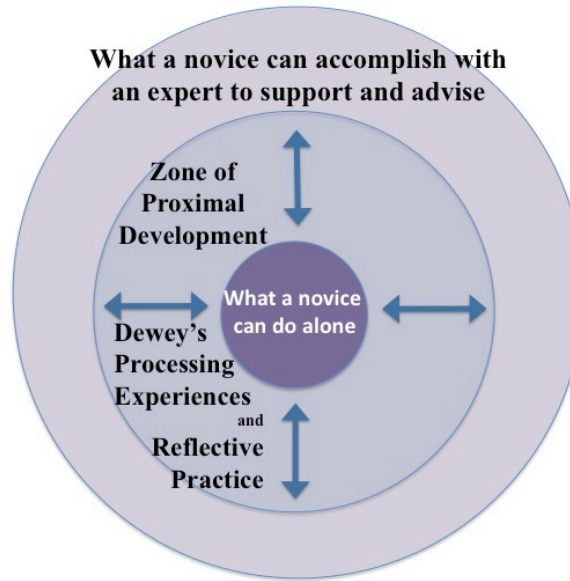 What a novice can accomplish with
an expert to support and advise
Zone of
Proximal
Development
What a novice
can do alone
Dewey’s
Processing
Experiences
and
Reflective
Practice